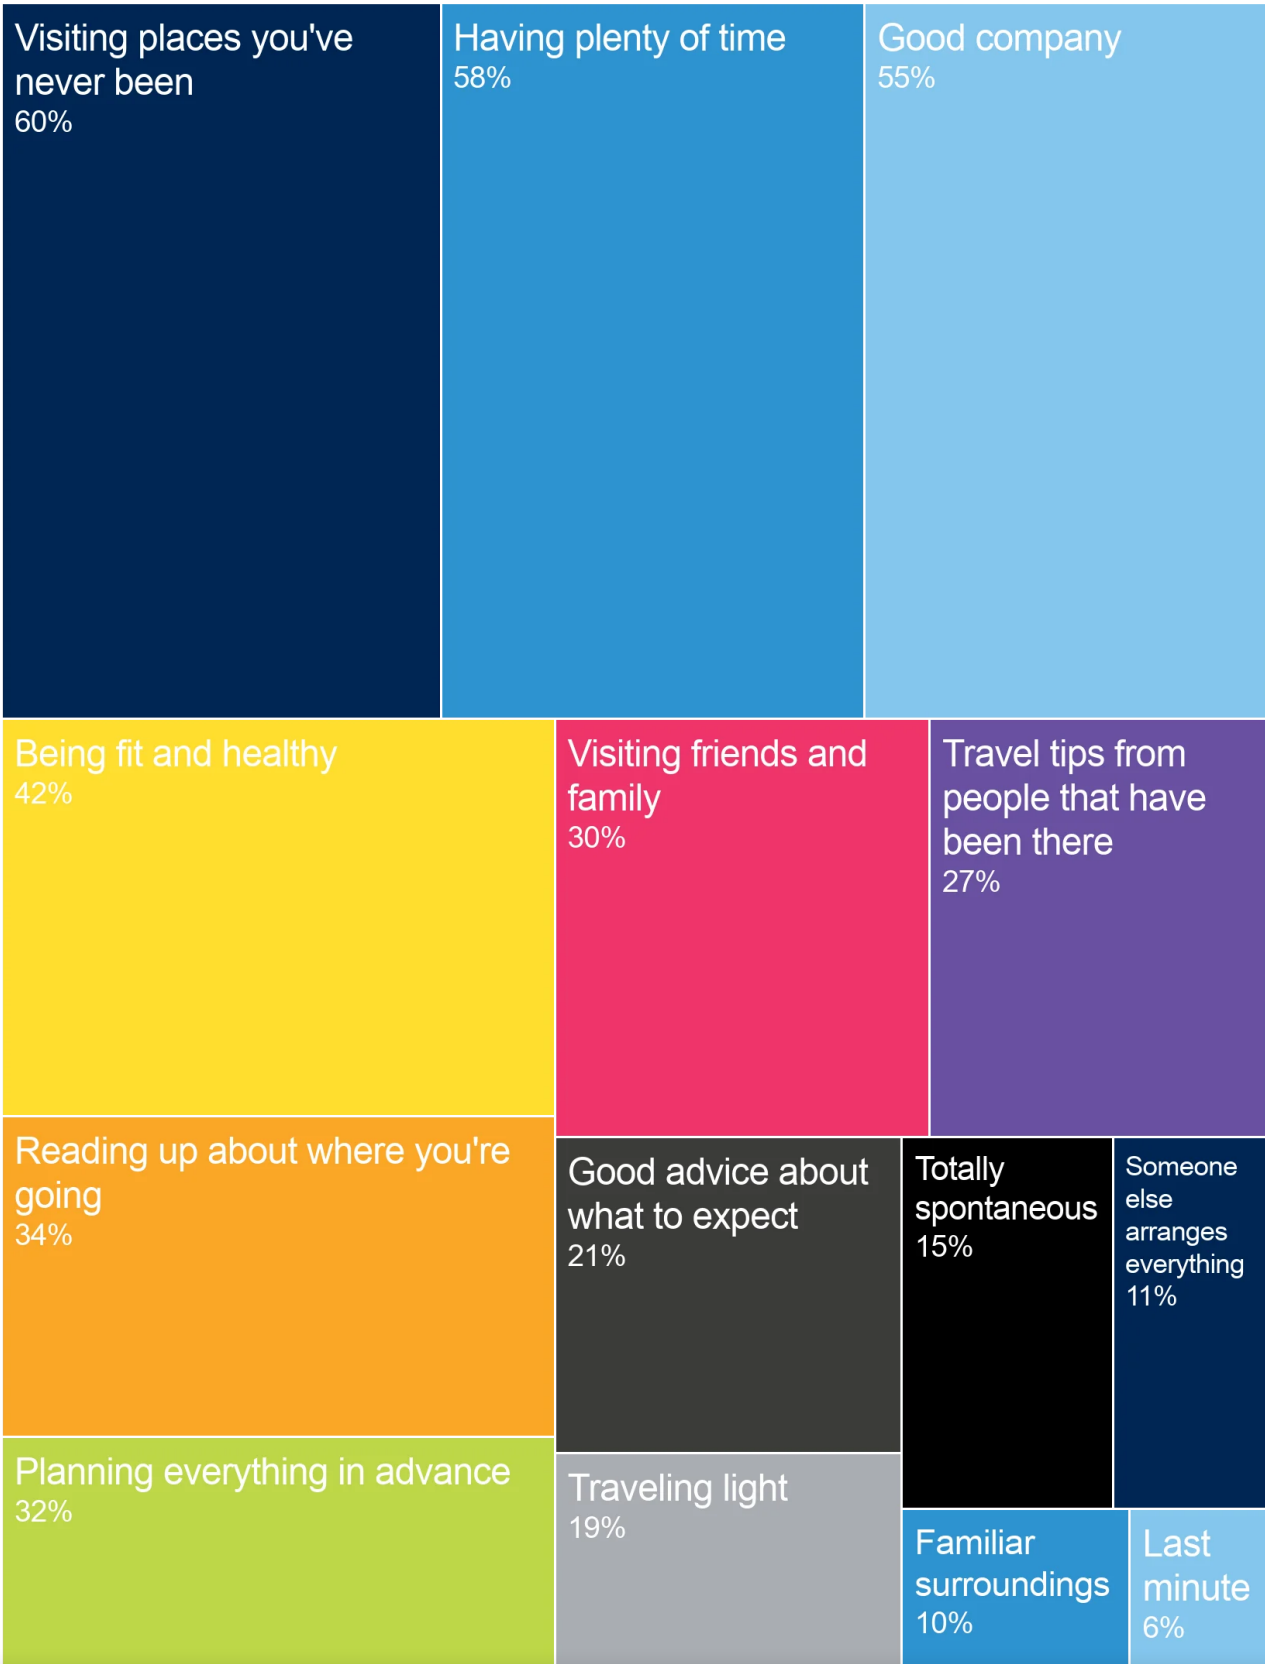 Visiting places you've
never been
60%
Having plenty of time
58%
Good company
55%
Being fit and healthy
42%
Visiting friends and
family
30%
Travel tips from
people that have
been there
27%
Reading up about where you're
going
34%
Good advice about
what to expect
21%
Totally
spontaneous
15%
Someone
else
arranges
everything
11%
Planning everything in advance
32%
Traveling light
19%
Familiar
surroundings
10%
Last
minute
6%